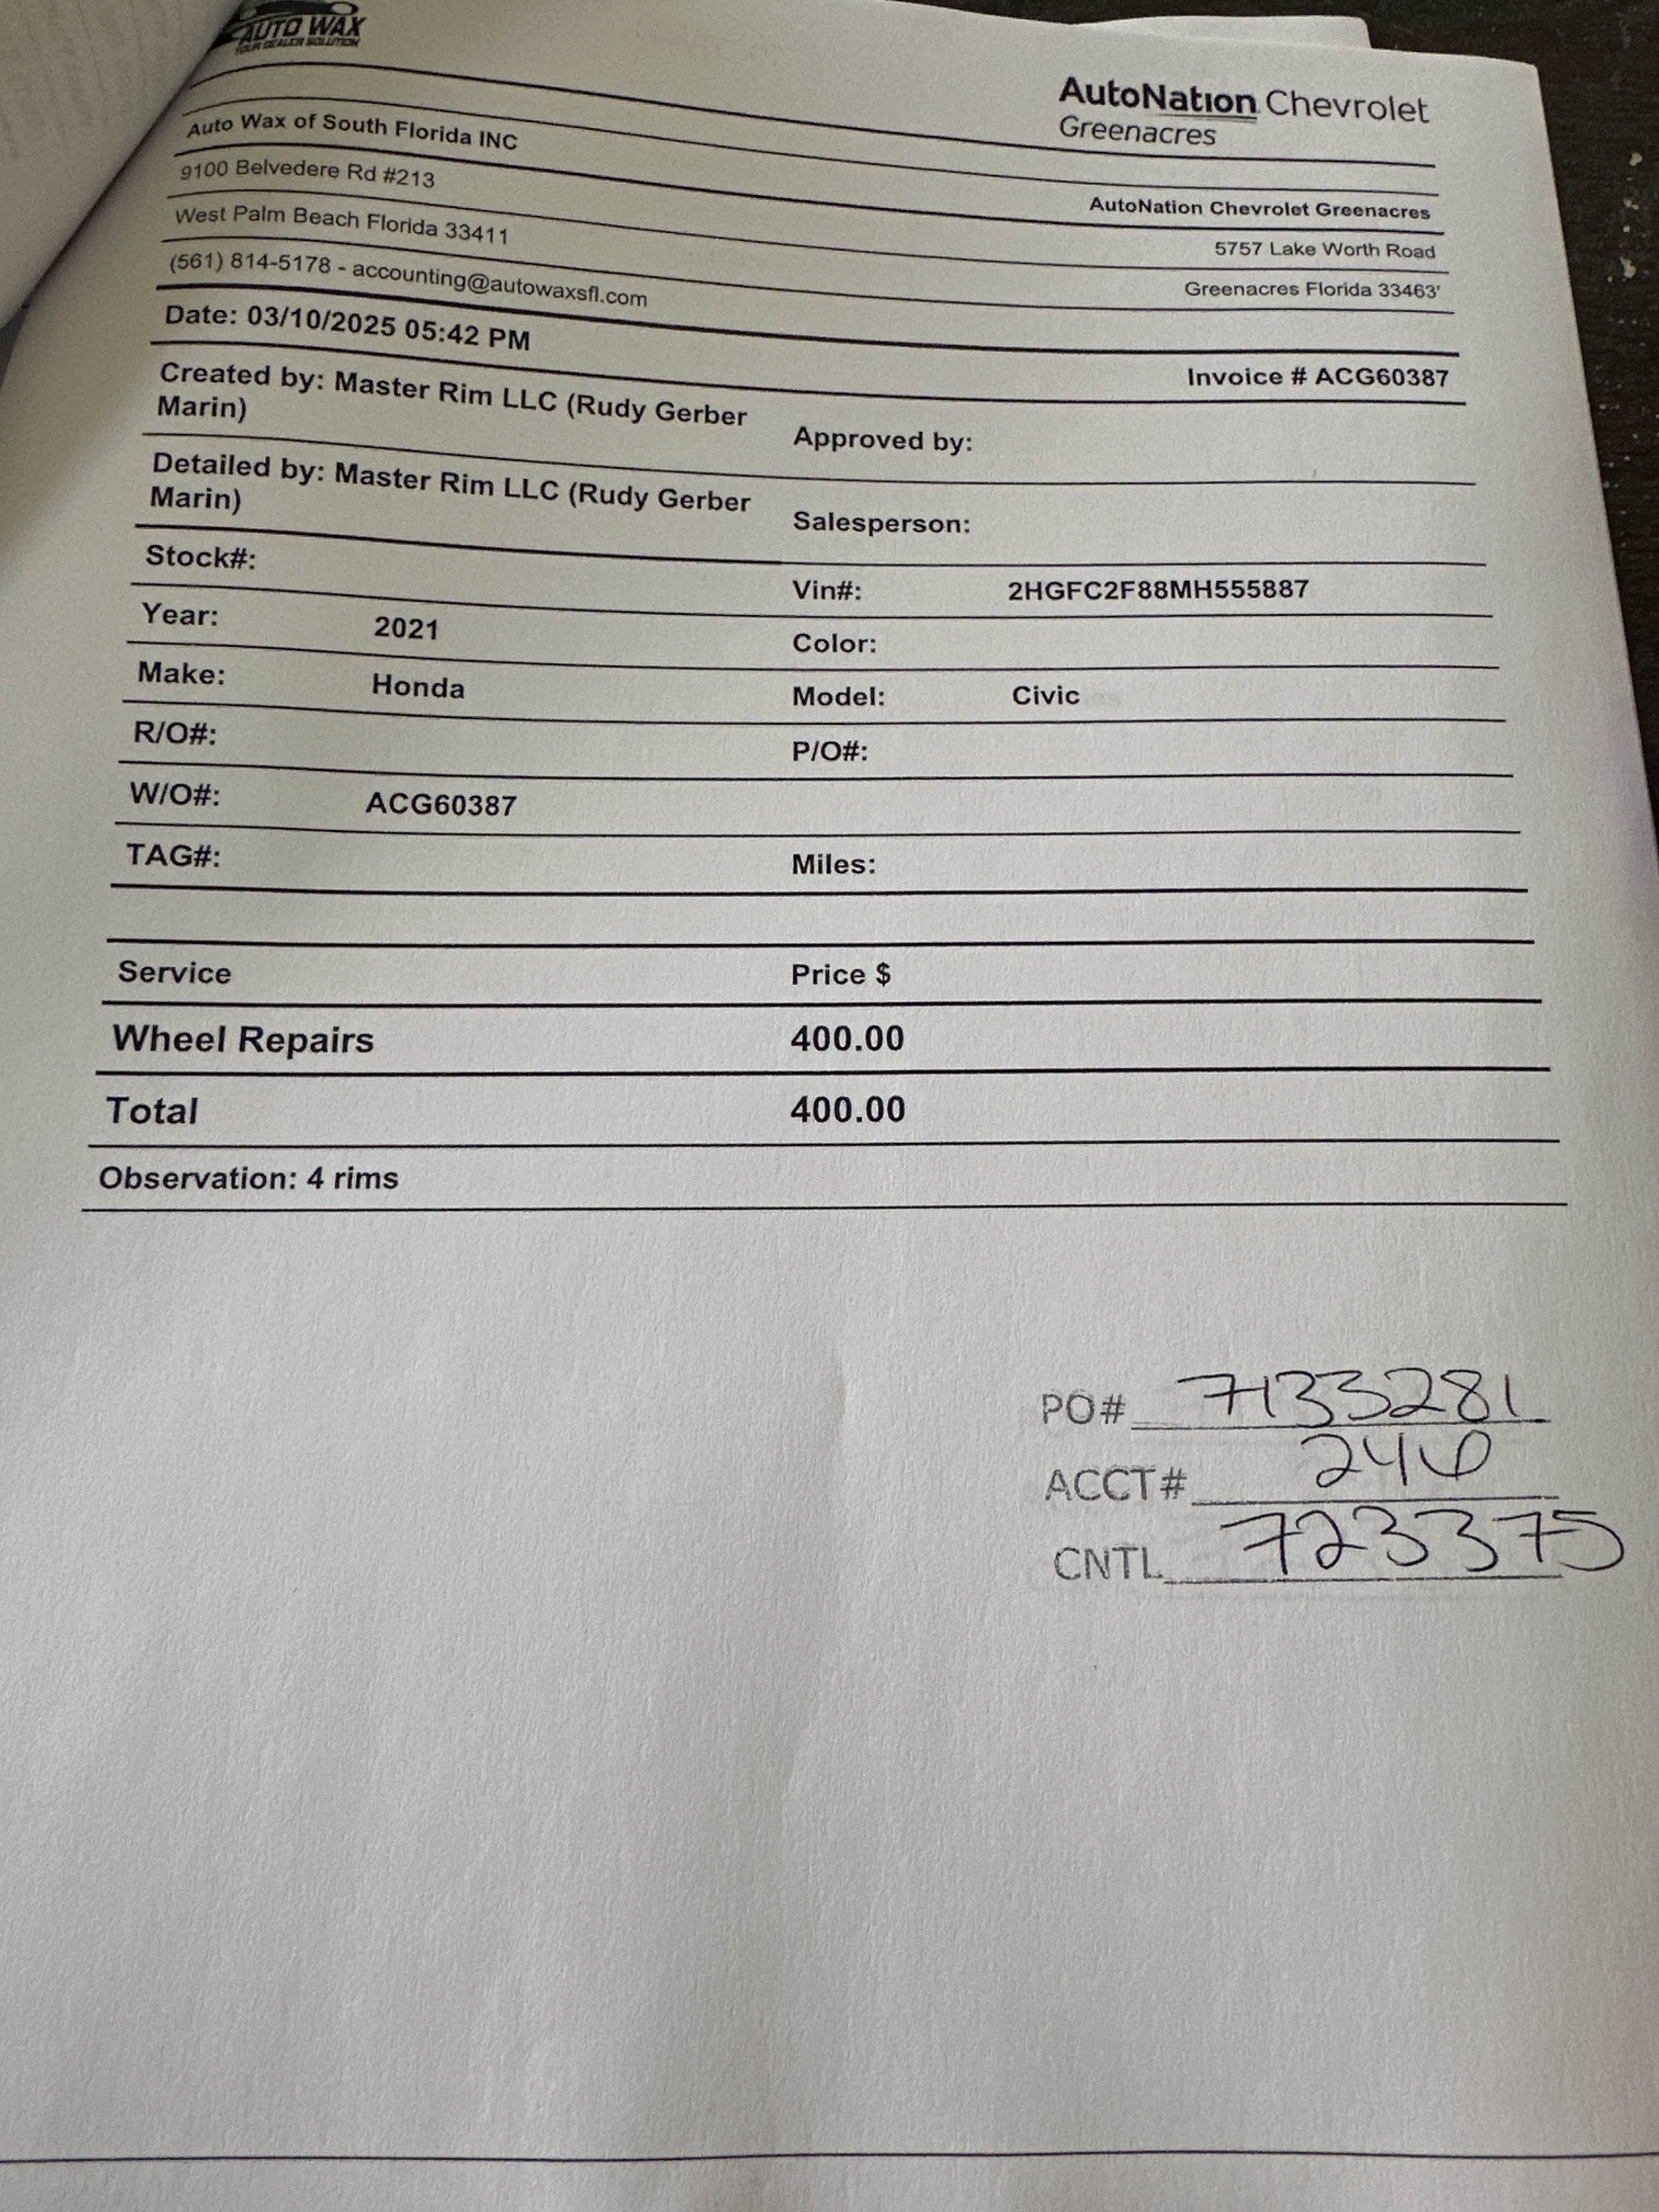 AUTO WAX
YOUR DEALER SOLUTION
AutoNation Chevrolet
Greenacres
Auto Wax of South Florida INC
9100 Belvedere Rd #213
West Palm Beach Florida 33411
(561) 814-5178 - accounting@autowaxsfl.com
AutoNation Chevrolet Greenacres
5757 Lake Worth Road
Greenacres Florida 33463'
Date: 03/10/2025 05:42 PM
Invoice # ACG60387
Created by: Master Rim LLC (Rudy Gerber
Marin)
Approved by:
Detailed by: Master Rim LLC (Rudy Gerber
Marin)
Salesperson:
Stock#:
Vin#: 2HGFC2F88MH555887
Year: 2021
Color:
Make: Honda
Model: Civic
R/O#:
P/O#:
W/O#: ACG60387
TAG#:
Miles:
Service Price $
Wheel Repairs 400.00
Total 400.00
Observation: 4 rims
PO# 7133281
ACCT# 246
CNTL 723375